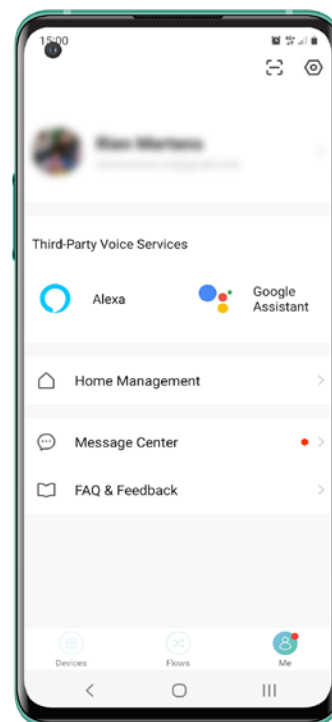 15:00
Third-Party Voice Services
Alexa
Google
Assistant
Home Management
Message Center
FAQ & Feedback
Devices
Flows
Me